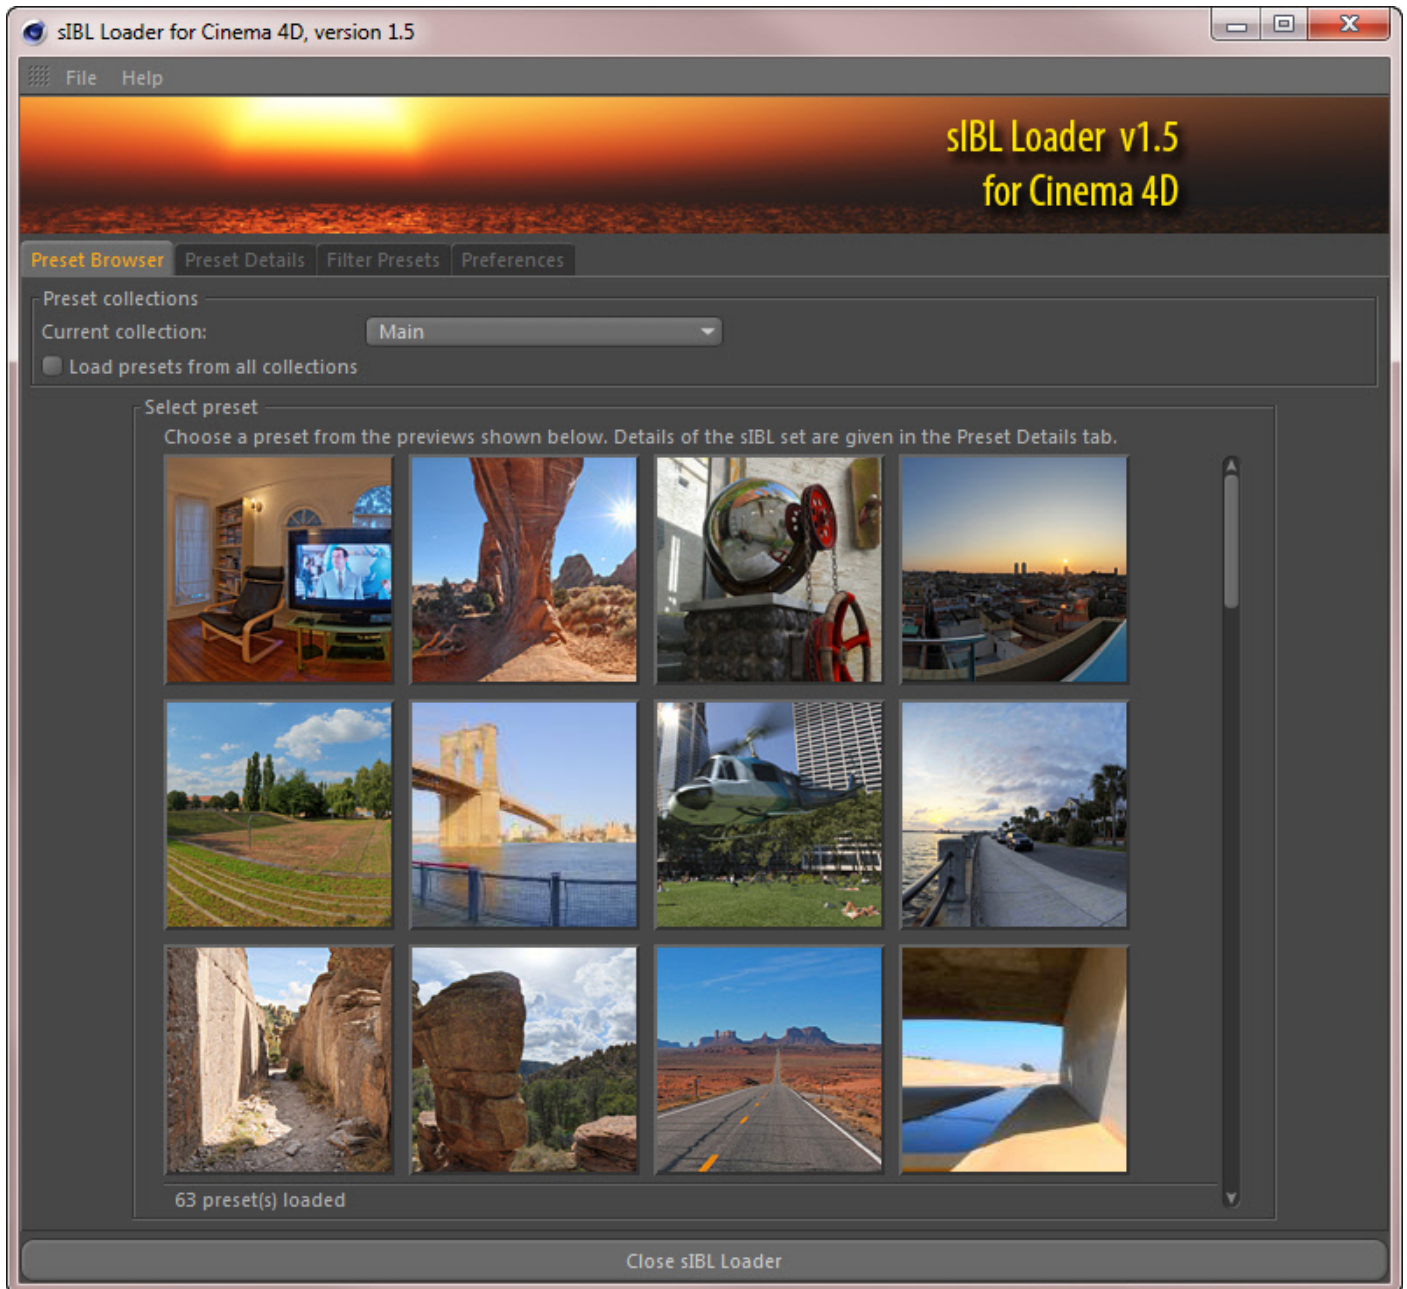 sIBL Loader for Cinema 4D, version 1.5
File Help
sIBL Loader v1.5
for Cinema 4D
Preset Browser Preset Details Filter Presets Preferences
Preset collections
Current collection: Main
Load presets from all collections
Select preset
Choose a preset from the previews shown below. Details of the sIBL set are given in the Preset Details tab.
63 preset(s) loaded
Close sIBL Loader